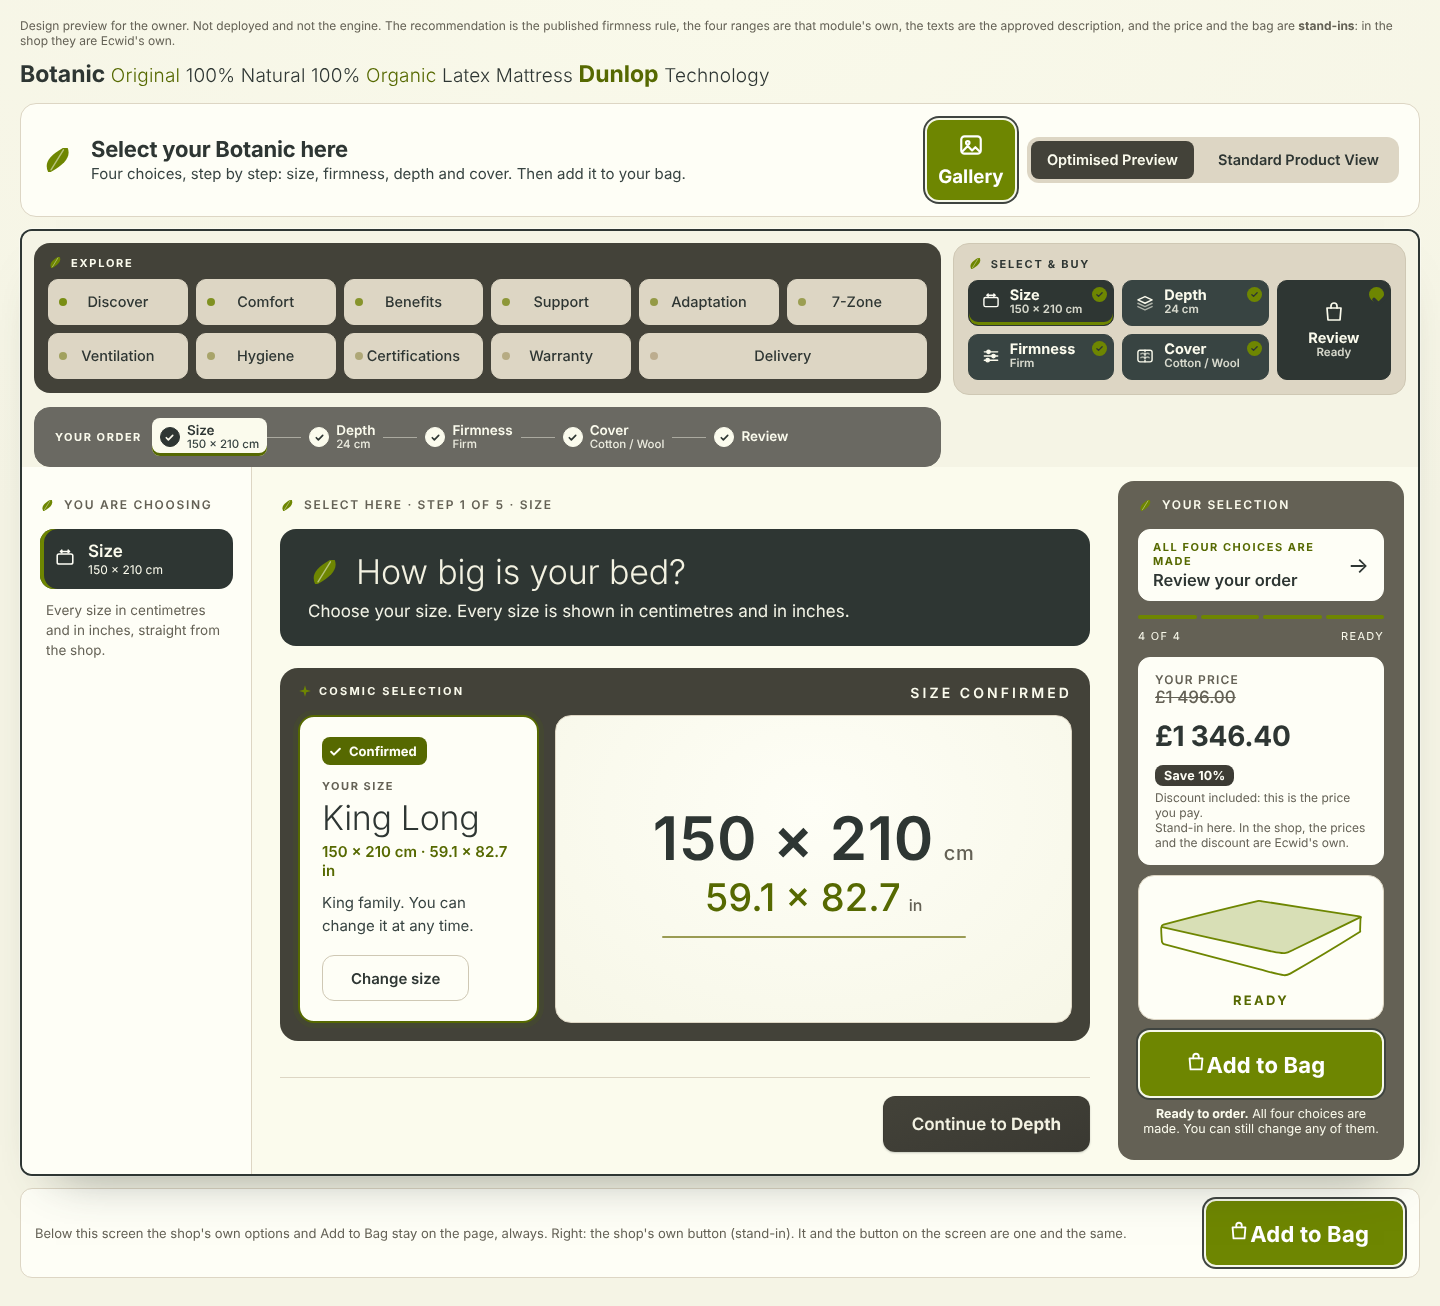 Design preview for the owner. Not deployed and not the engine. The recommendation is the published firmness rule, the four ranges are that module's own, the texts are the approved description, and the price and the bag are stand-ins: in the
shop they are Ecwid's own.
Botanic Original 100% Natural 100% Organic Latex Mattress Dunlop Technology
Select your Botanic here
Four choices, step by step: size, firmness, depth and cover. Then add it to your bag.
Gallery
Optimised Preview
Standard Product View
EXPLORE
Discover
Comfort
Benefits
Support
Adaptation
7-Zone
Ventilation
Hygiene
Certifications
Warranty
Delivery
SELECT & BUY
Size
150 × 210 cm
Depth
24 cm
Firmness
Firm
Cover
Cotton / Wool
Review
Ready
YOUR ORDER
Size
150 × 210 cm
Depth
24 cm
Firmness
Firm
Cover
Cotton / Wool
Review
YOU ARE CHOOSING
Size
150 × 210 cm
Every size in centimetres
and in inches, straight from
the shop.
SELECT HERE · STEP 1 OF 5 · SIZE
How big is your bed?
Choose your size. Every size is shown in centimetres and in inches.
COSMIC SELECTION
SIZE CONFIRMED
Confirmed
YOUR SIZE
King Long
150 × 210 cm · 59.1 × 82.7
in
King family. You can
change it at any time.
Change size
150 × 210 cm
59.1 × 82.7 in
Continue to Depth
YOUR SELECTION
ALL FOUR CHOICES ARE
MADE
Review your order
4 OF 4
READY
YOUR PRICE
£1 496.00
£1 346.40
Save 10%
Discount included: this is the price
you pay.
Stand-in here. In the shop, the prices
and the discount are Ecwid's own.
READY
Add to Bag
Ready to order. All four choices are
made. You can still change any of them.
Below this screen the shop's own options and Add to Bag stay on the page, always. Right: the shop's own button (stand-in). It and the button on the screen are one and the same.
Add to Bag